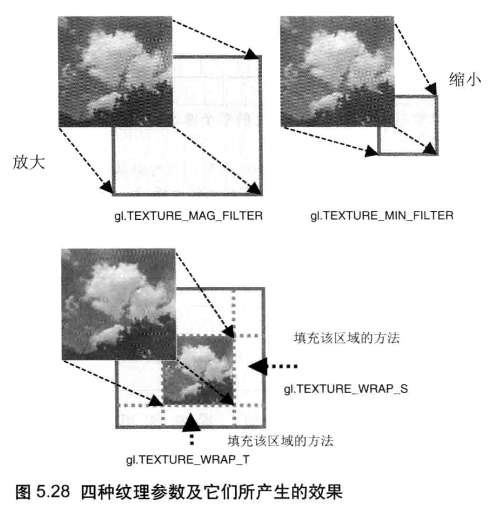 缩小
放大
gl.TEXTURE_MAG_FILTER
gl.TEXTURE_MIN_FILTER
填充该区域的方法
gl.TEXTURE_WRAP_S
填充该区域的方法
gl.TEXTURE_WRAP_T
图 5.28 四种纹理参数及它们所产生的效果